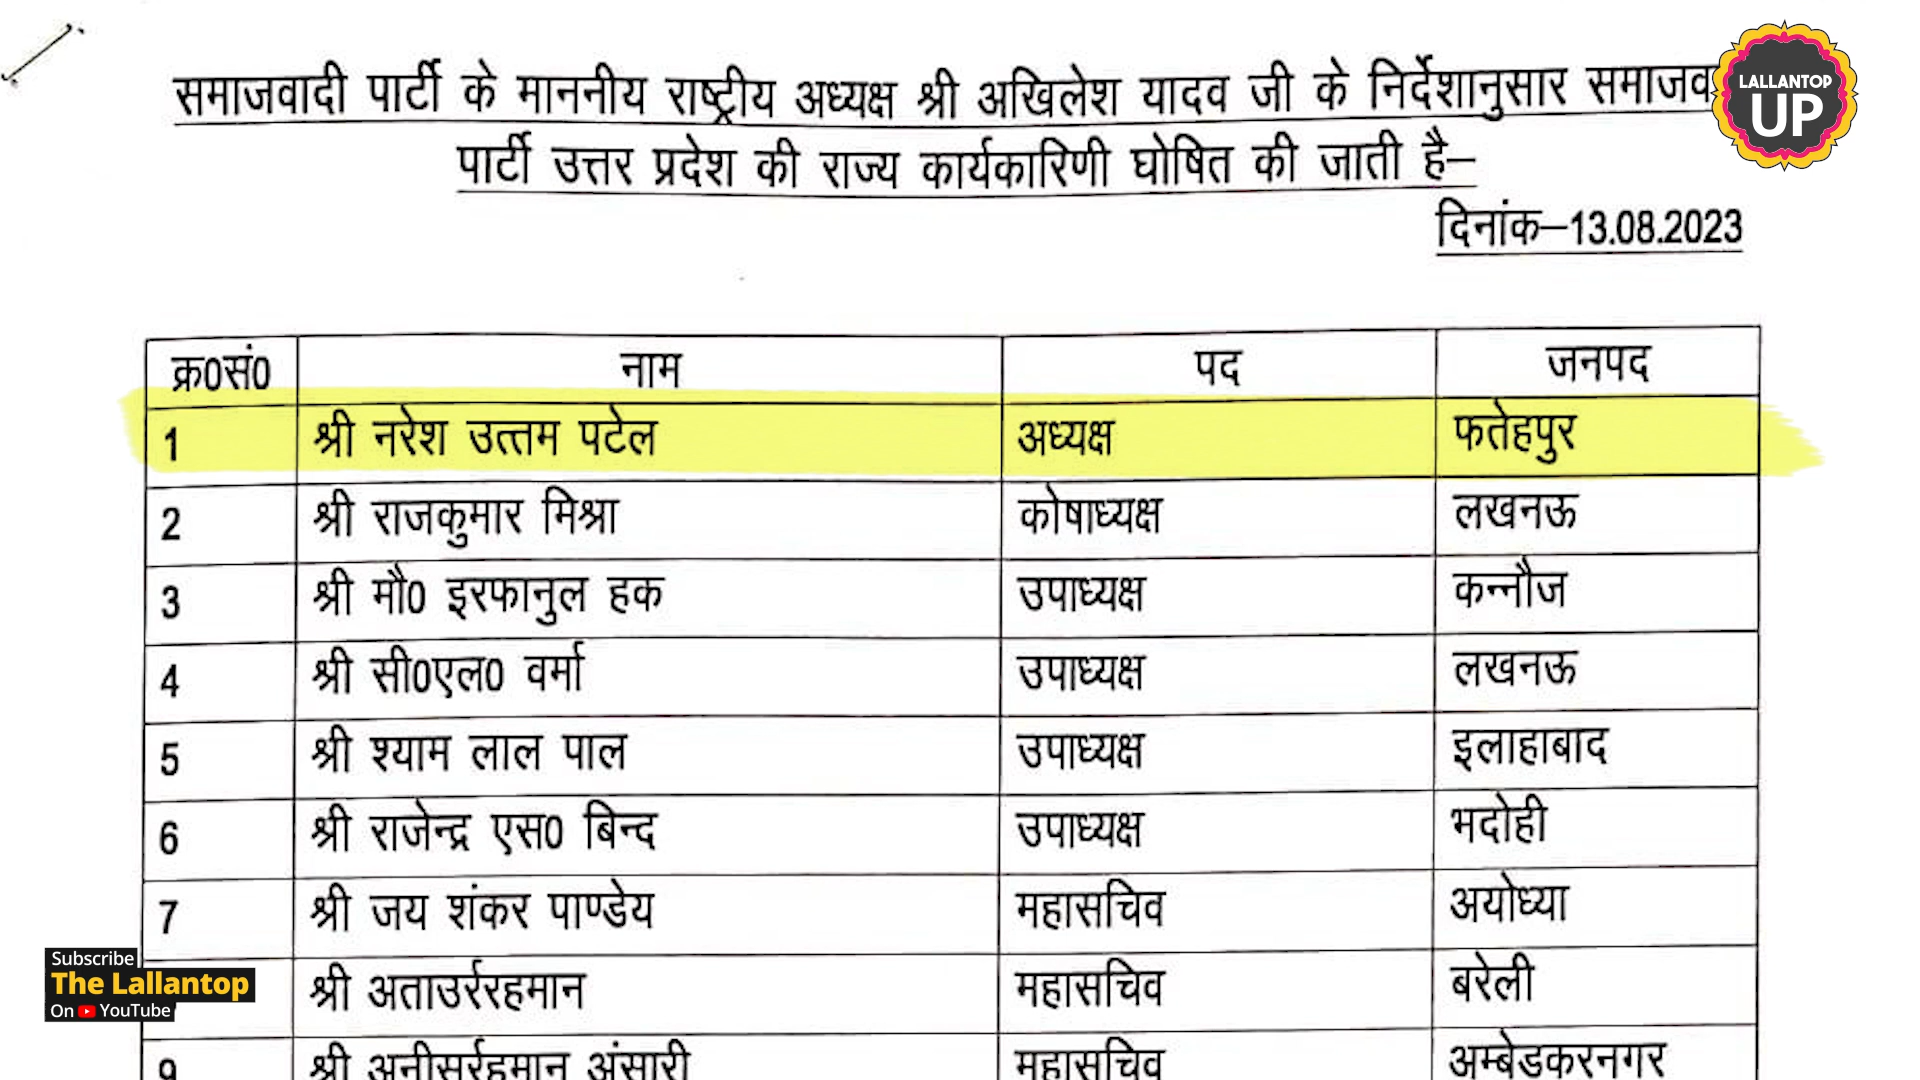 समाजवादी पार्टी के माननीय राष्ट्रीय अध्यक्ष श्री अखिलेश यादव जी के निर्देशानुसार
पार्टी उत्तर प्रदेश की राज्य कार्यकारिणी घोषित की जाती है–
दिनांक–13.08.2023
LALLANTOP
UP
क्र0सं0 नाम पद जनपद
1 श्री नरेश उत्तम पटेल अध्यक्ष फतेहपुर
2 श्री राजकुमार मिश्रा कोषाध्यक्ष लखनऊ
3 श्री मौ0 इरफानुल हक उपाध्यक्ष कन्नौज
4 श्री सी0एल0 वर्मा उपाध्यक्ष लखनऊ
5 श्री श्याम लाल पाल उपाध्यक्ष इलाहाबाद
6 श्री राजेन्द्र एस0 बिन्द उपाध्यक्ष भदोही
7 श्री जय शंकर पाण्डेय महासचिव अयोध्या
श्री अताउर्ररहमान महासचिव बरेली
9 श्री अनीसुर्रहमान अंसारी महासचिव अम्बेडकरनगर
Subscribe
The Lallantop
On YouTube